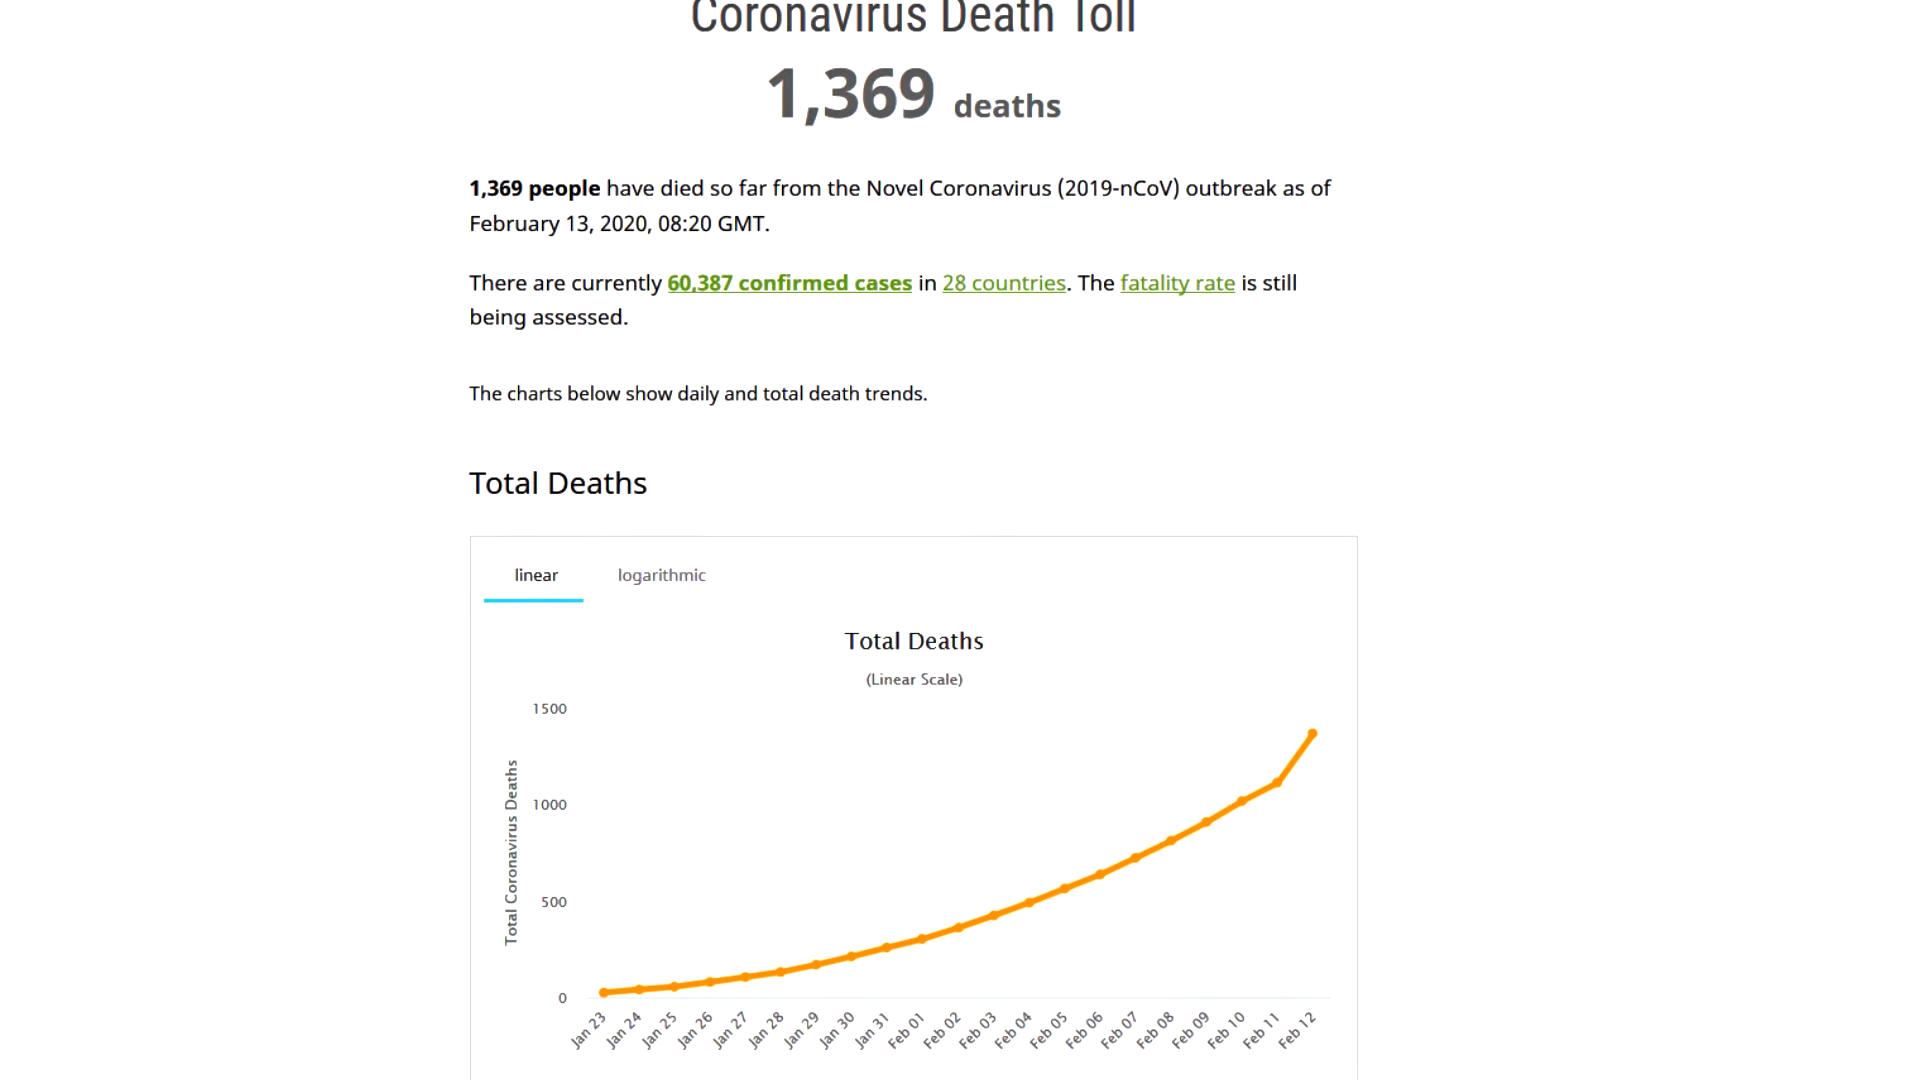 Coronavirus Death Toll
1,369 deaths
1,369 people have died so far from the Novel Coronavirus (2019-nCoV) outbreak as of
February 13, 2020, 08:20 GMT.
There are currently 60,387 confirmed cases in 28 countries. The fatality rate is still
being assessed.
The charts below show daily and total death trends.
Total Deaths
linear logarithmic
Total Deaths
(Linear Scale)
Total Coronavirus Deaths
1500
1000
500
0
Jan 23 Jan 24 Jan 25 Jan 26 Jan 27 Jan 28 Jan 29 Jan 30 Jan 31 Feb 01 Feb 02 Feb 03 Feb 04 Feb 05 Feb 06 Feb 07 Feb 08 Feb 09 Feb 10 Feb 11 Feb 12